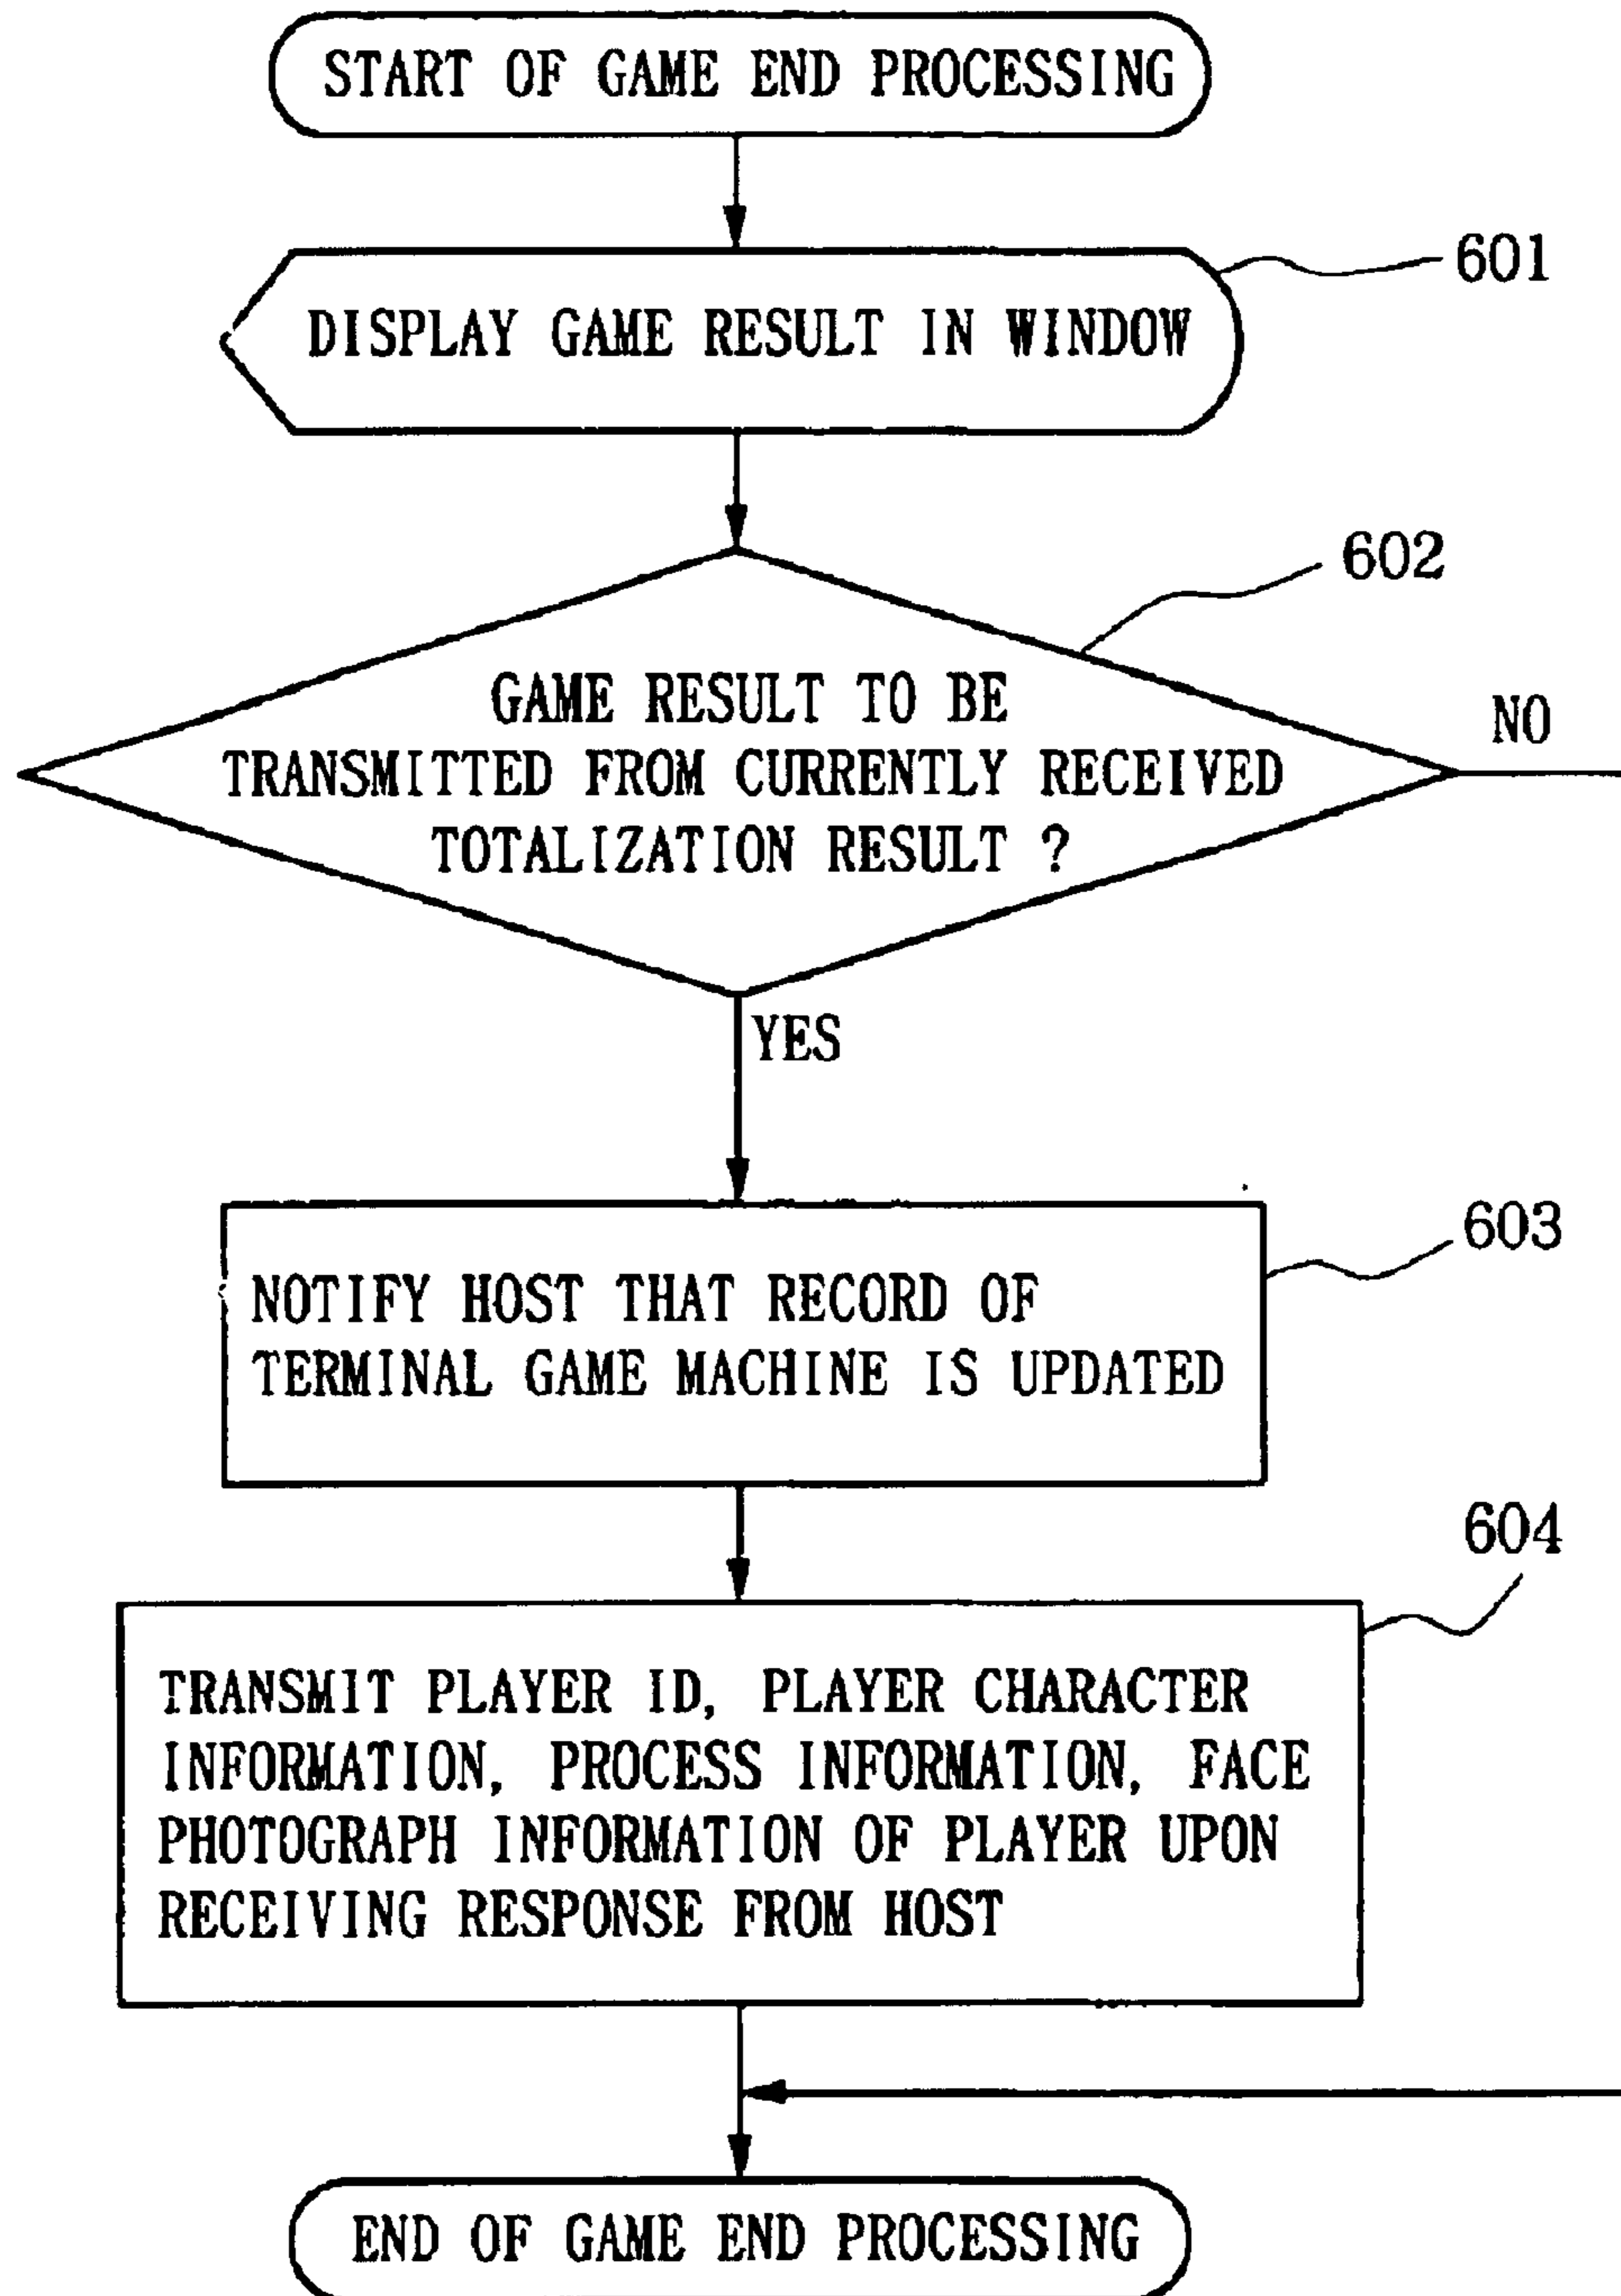 START OF GAME END PROCESSING
601
DISPLAY GAME RESULT IN WINDOW
602
GAME RESULT TO BE
NO
TRANSMITTED FROM CURRENTLY RECEIVED
TOTALIZATION RESULT ?
YES
603
NOTIFY HOST THAT RECORD OF
TERMINAL GAME MACHINE IS UPDATED
604
TRANSMIT PLAYER ID, PLAYER CHARACTER
INFORMATION, PROCESS INFORMATION, FACE
PHOTOGRAPH INFORMATION OF PLAYER UPON
RECEIVING RESPONSE FROM HOST
END OF GAME END PROCESSING